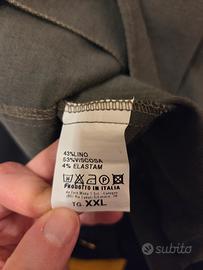 43%LINO
53%VISCOSA
4% ELASTAM
PRODOTTO IN ITALIA
TG. XXL
subito